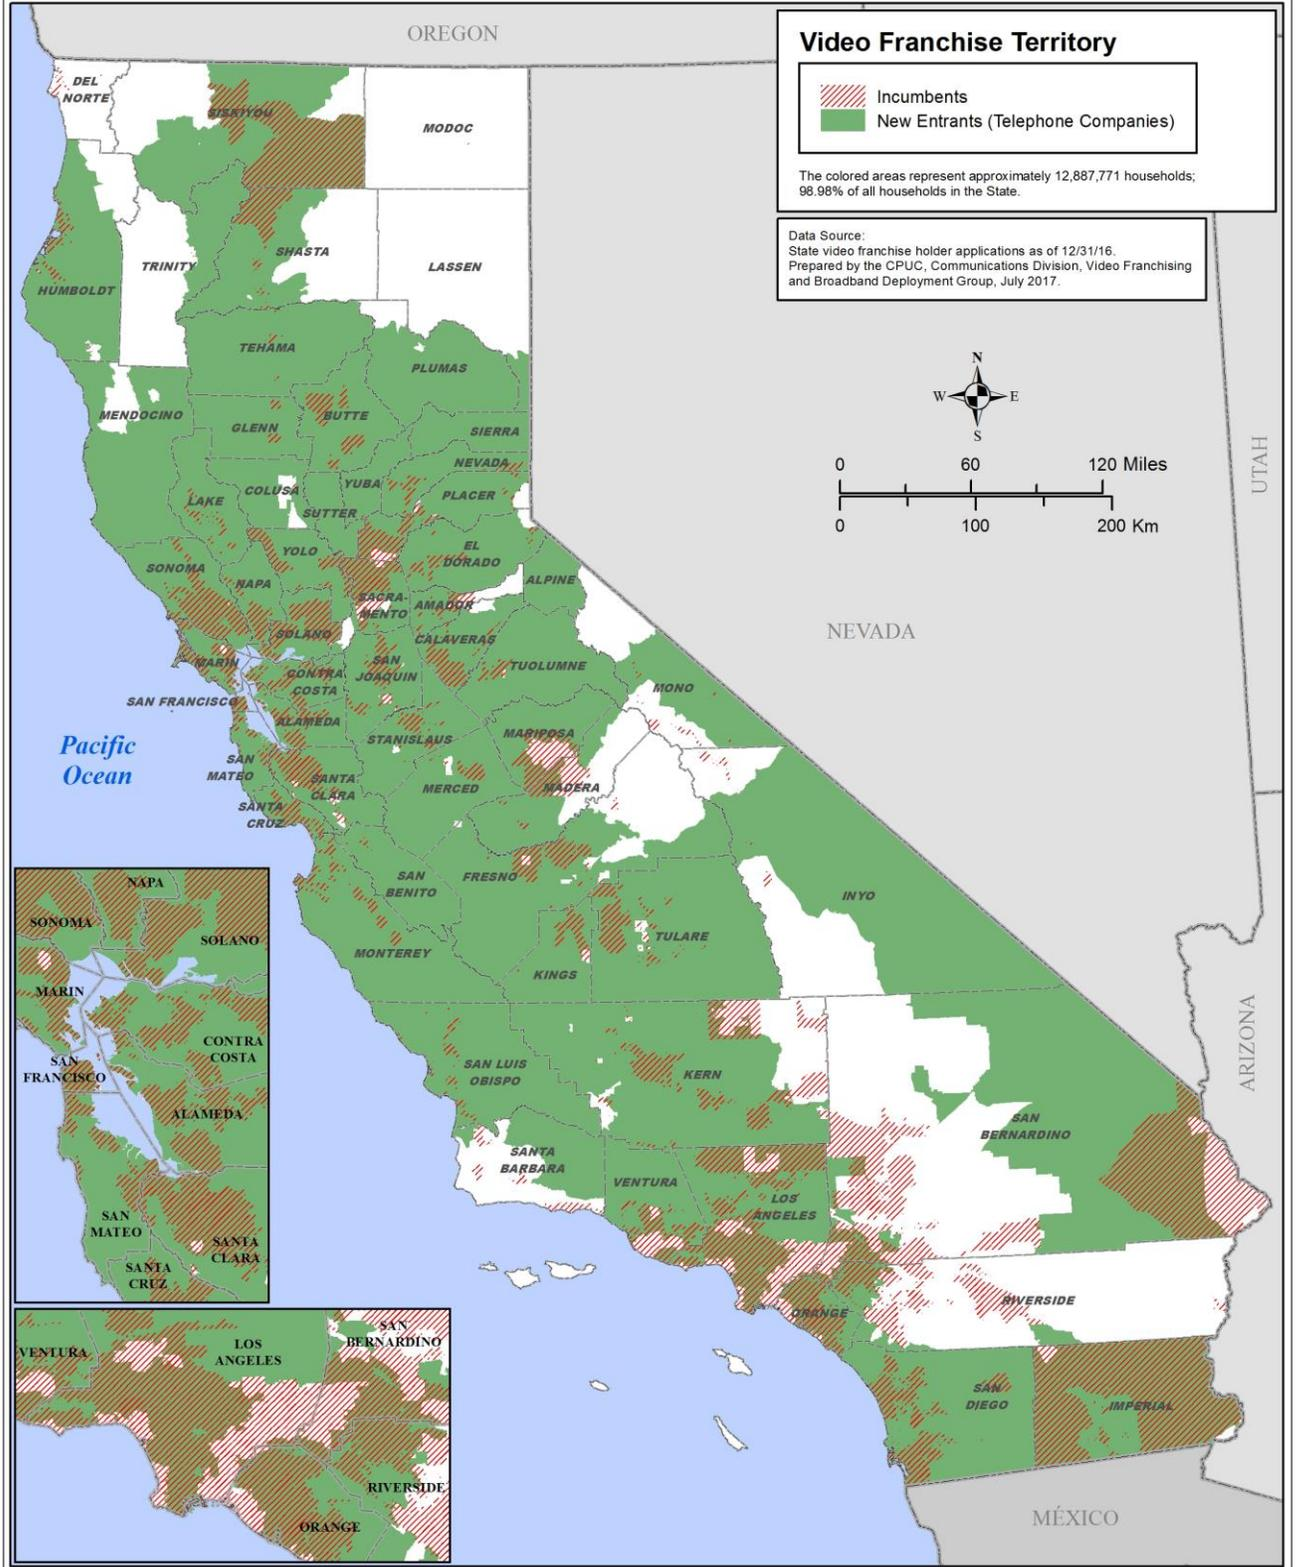 OREGON
Video Franchise Territory
Incumbents
New Entrants (Telephone Companies)
The colored areas represent approximately 12,887,771 households;
98.98% of all households in the State.
Data Source:
State video franchise holder applications as of 12/31/16.
Prepared by the CPUC, Communications Division, Video Franchising
and Broadband Deployment Group, July 2017.
DEL
NORTE
SISKIYOU
MODOC
TRINITY
SHASTA
LASSEN
HUMBOLDT
TEHAMA
PLUMAS
MENDOCINO
GLENN
BUTTE
SIERRA
NEVADA
LAKE
COLUSA
YUBA
PLACER
SUTTER
SONOMA
YOLO
EL
DORADO
NAPA
ALPINE
SACRA-
MENTO
AMADOR
SOLANO
CALAVERAS
MARIN
CONTRA
COSTA
SAN
JOAQUIN
TUOLUMNE
MONO
SAN FRANCISCO
ALAMEDA
STANISLAUS
MARIPOSA
SAN
MATEO
SANTA
CLARA
MERCED
MADERA
SANTA
CRUZ
SAN
BENITO
FRESNO
INYO
MONTEREY
KINGS
TULARE
SAN LUIS
OBISPO
KERN
SAN
BERNARDINO
SANTA
BARBARA
VENTURA
LOS
ANGELES
ORANGE
RIVERSIDE
SAN
DIEGO
IMPERIAL
Pacific
Ocean
N
W
E
S
0
60
120 Miles
0
100
200 Km
NEVADA
UTAH
ARIZONA
MÉXICO
NAPA
SONOMA
SOLANO
MARIN
CONTRA
COSTA
SAN
FRANCISCO
ALAMEDA
SAN
MATEO
SANTA
CLARA
SANTA
CRUZ
VENTURA
LOS
ANGELES
SAN
BERNARDINO
RIVERSIDE
ORANGE